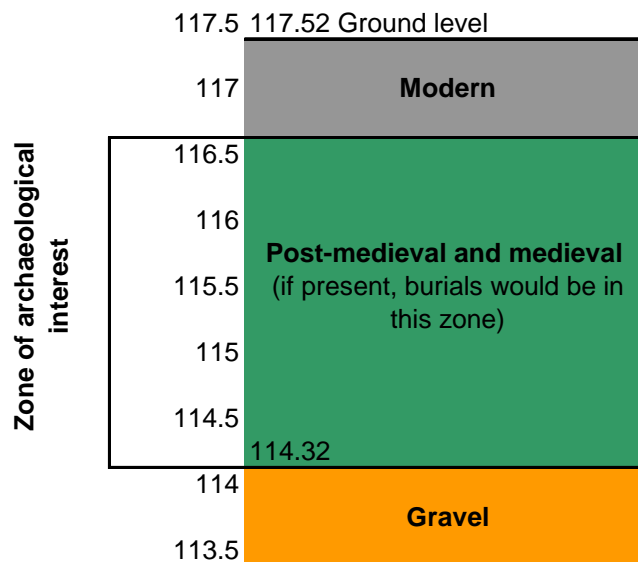 117.5
117.52 Ground level
117
Modern
Zone of archaeological
interest
116.5
116
Post-medieval and medieval
(if present, burials would be in
this zone)
115.5
115
114.5
114.32
114
Gravel
113.5